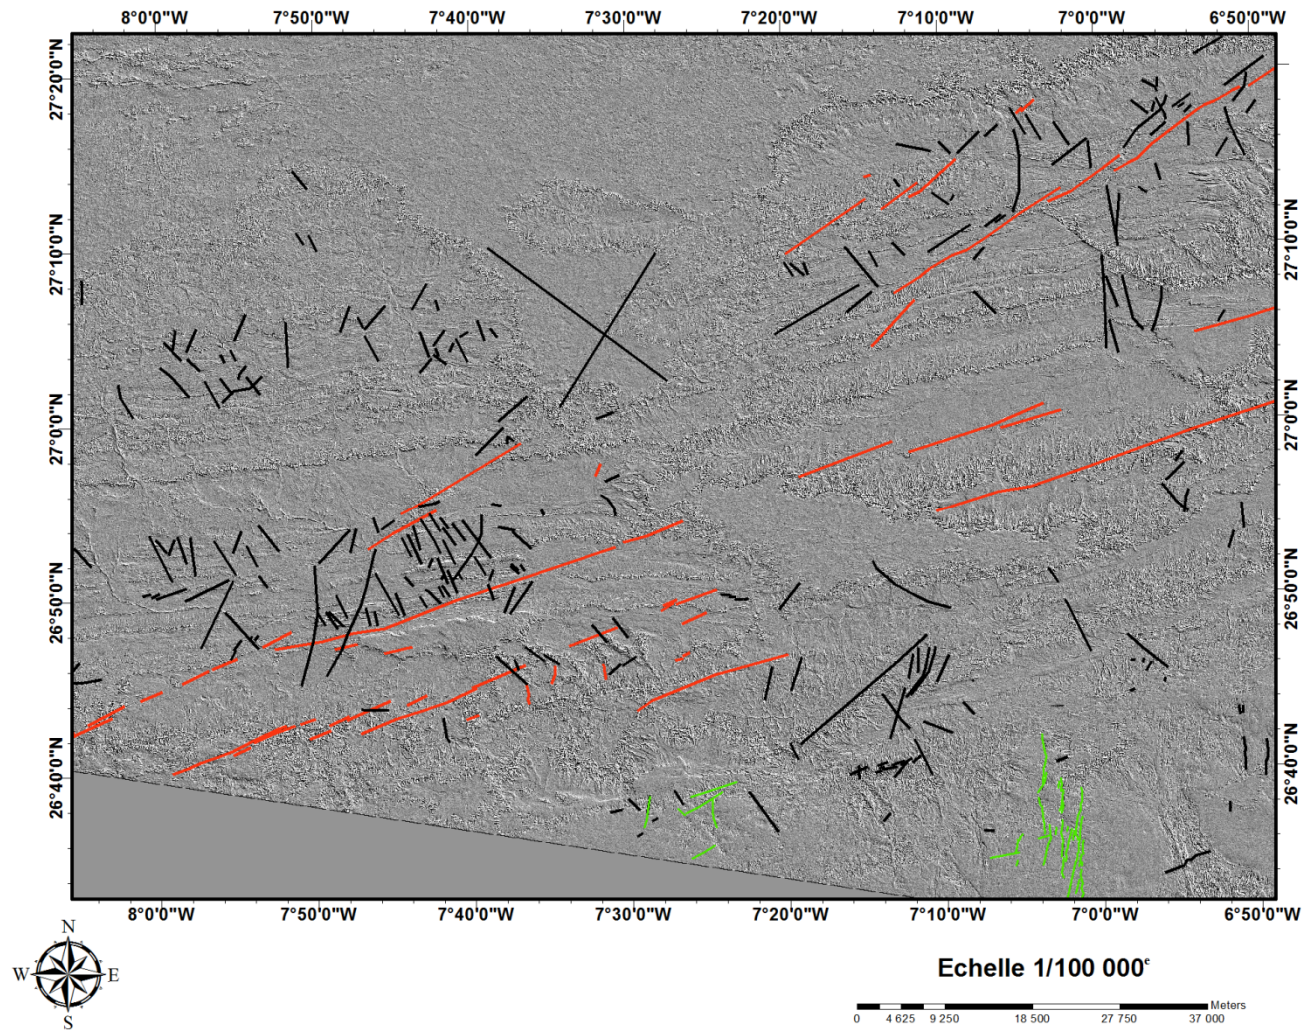 8°0'0"W 7°50'0"W 7°40'0"W 7°30'0"W 7°20'0"W 7°10'0"W 7°0'0"W 6°50'0"W
27°20'0"N 27°20'0"N
27°10'0"N 27°10'0"N
27°0'0"N 27°0'0"N
26°50'0"N 26°50'0"N
26°40'0"N 26°40'0"N
8°0'0"W 7°50'0"W 7°40'0"W 7°30'0"W 7°20'0"W 7°10'0"W 7°0'0"W 6°50'0"W
N
W E
S
Echelle 1/100 000ᵉ
Meters
0 4 625 9 250 18 500 27 750 37 000